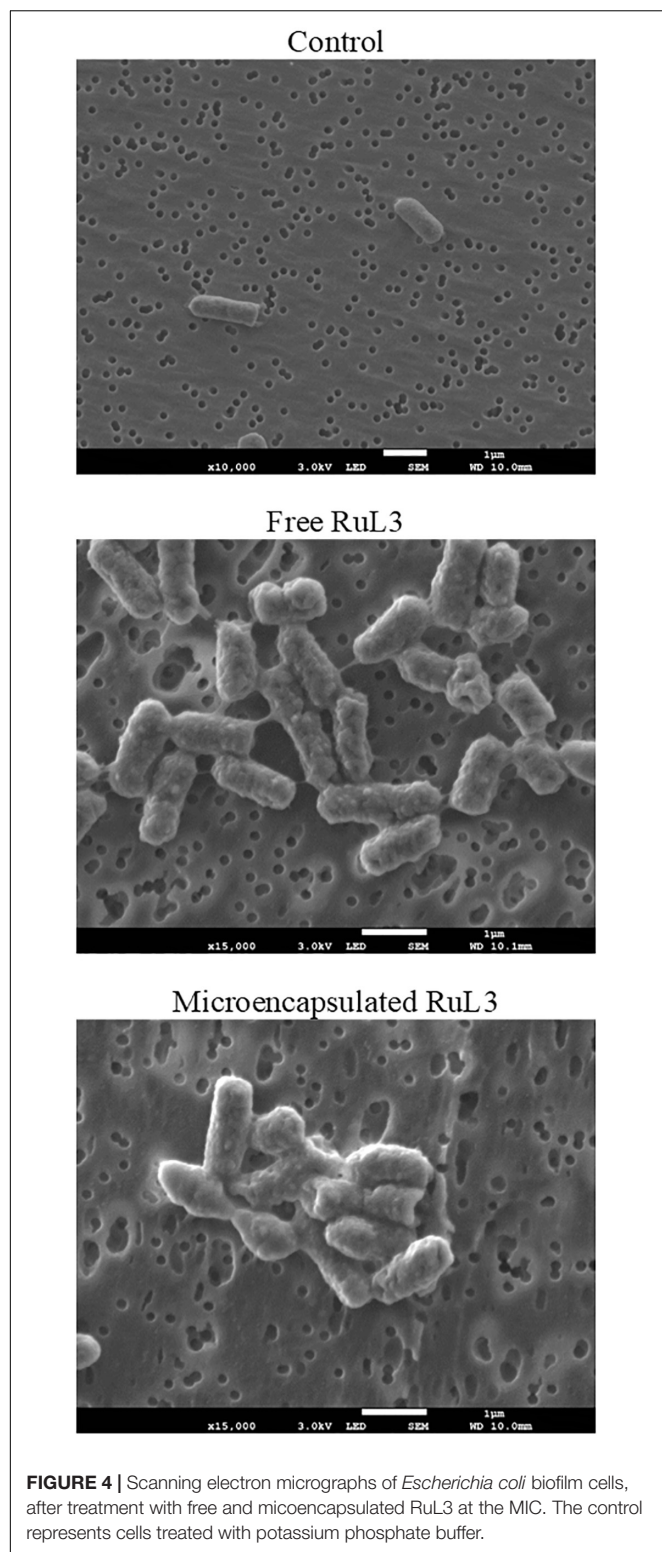 Control
x10,000 3.0kV LED SEM 1µm WD 10.0mm
Free RuL3
x15,000 3.0kV LED SEM 1µm WD 10.1mm
Microencapsulated RuL3
x15,000 3.0kV LED SEM 1µm WD 10.0mm
FIGURE 4 | Scanning electron micrographs of Escherichia coli biofilm cells,
after treatment with free and micoencapsulated RuL3 at the MIC. The control
represents cells treated with potassium phosphate buffer.